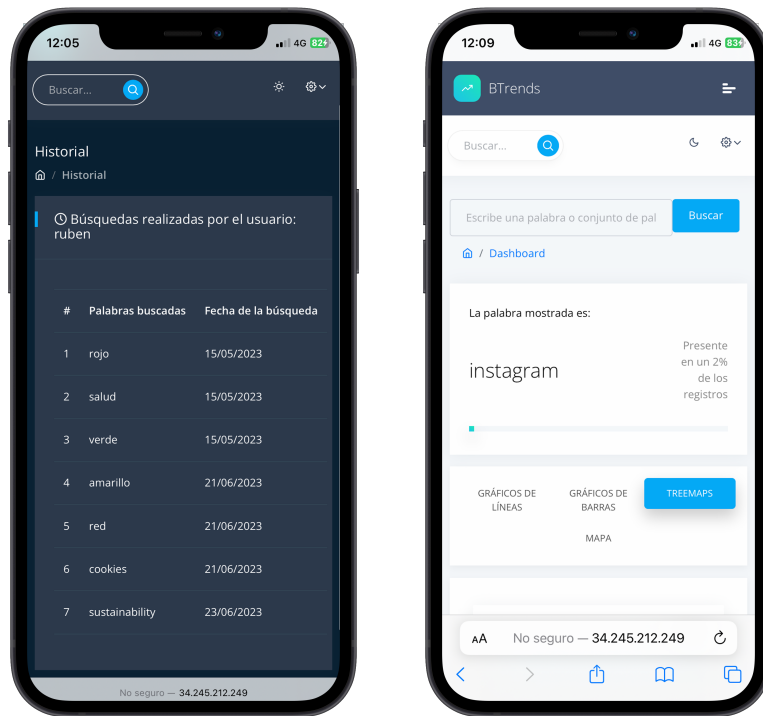 12:05
4G 82
Buscar...
Historial
/ Historial
Búsquedas realizadas por el usuario:
ruben
# Palabras buscadas Fecha de la búsqueda
1 rojo 15/05/2023
2 salud 15/05/2023
3 verde 15/05/2023
4 amarillo 21/06/2023
5 red 21/06/2023
6 cookies 21/06/2023
7 sustainability 23/06/2023
No seguro — 34.245.212.249
12:09
4G 83
BTrends
Buscar...
Escribe una palabra o conjunto de pal
Buscar
/ Dashboard
La palabra mostrada es:
instagram
Presente
en un 2%
de los
registros
GRÁFICOS DE
LÍNEAS
GRÁFICOS DE
BARRAS
TREEMAPS
MAPA
AA No seguro — 34.245.212.249